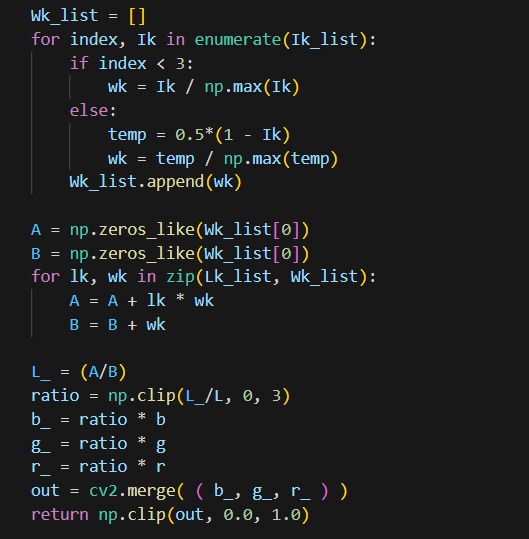 Wk_list = []
for index, Ik in enumerate(Ik_list):
    if index < 3:
        wk = Ik / np.max(Ik)
    else:
        temp = 0.5*(1 - Ik)
        wk = temp / np.max(temp)
    Wk_list.append(wk)

A = np.zeros_like(Wk_list[0])
B = np.zeros_like(Wk_list[0])
for lk, wk in zip(Lk_list, Wk_list):
    A = A + lk * wk
    B = B + wk

L_ = (A/B)
ratio = np.clip(L_/L, 0, 3)
b_ = ratio * b
g_ = ratio * g
r_ = ratio * r
out = cv2.merge( ( b_, g_, r_ ) )
return np.clip(out, 0.0, 1.0)